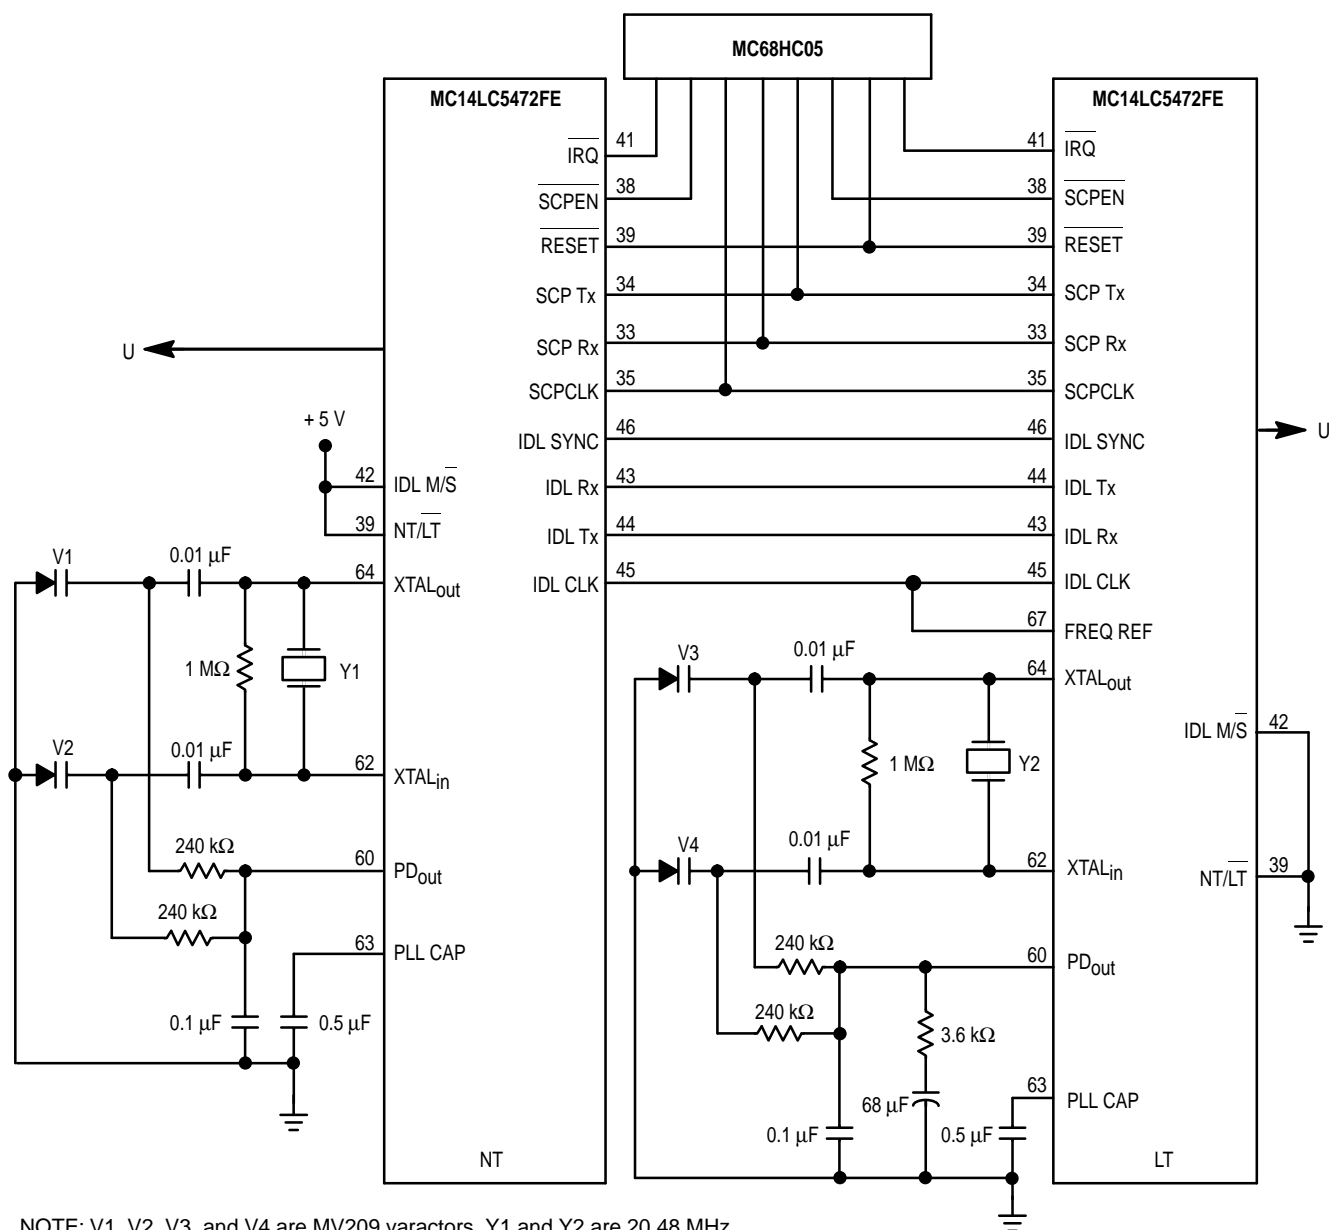 MC68HC05
MC14LC5472FE
MC14LC5472FE
IRQ 41
41 IRQ
SCPEN 38
38 SCPEN
RESET 39
39 RESET
SCP Tx 34
34 SCP Tx
U
SCP Rx 33
33 SCP Rx
SCPCLK 35
35 SCPCLK
+ 5 V
IDL SYNC 46
46 IDL SYNC
U
42 IDL M/S
IDL Rx 43
44 IDL Tx
39 NT/LT
IDL Tx 44
43 IDL Rx
V1
0.01 μF
64 XTALout
IDL CLK 45
45 IDL CLK
67 FREQ REF
1 MΩ
Y1
V3
0.01 μF
64 XTALout
IDL M/S 42
V2
0.01 μF
62 XTALin
1 MΩ
Y2
240 kΩ
60 PDout
V4
0.01 μF
62 XTALin
NT/LT 39
240 kΩ
63 PLL CAP
240 kΩ
60 PDout
0.1 μF
0.5 μF
240 kΩ
3.6 kΩ
68 μF
63 PLL CAP
0.1 μF
0.5 μF
NT
LT
NOTE: V1, V2, V3, and V4 are MV209 varactors. Y1 and Y2 are 20.48 MHz